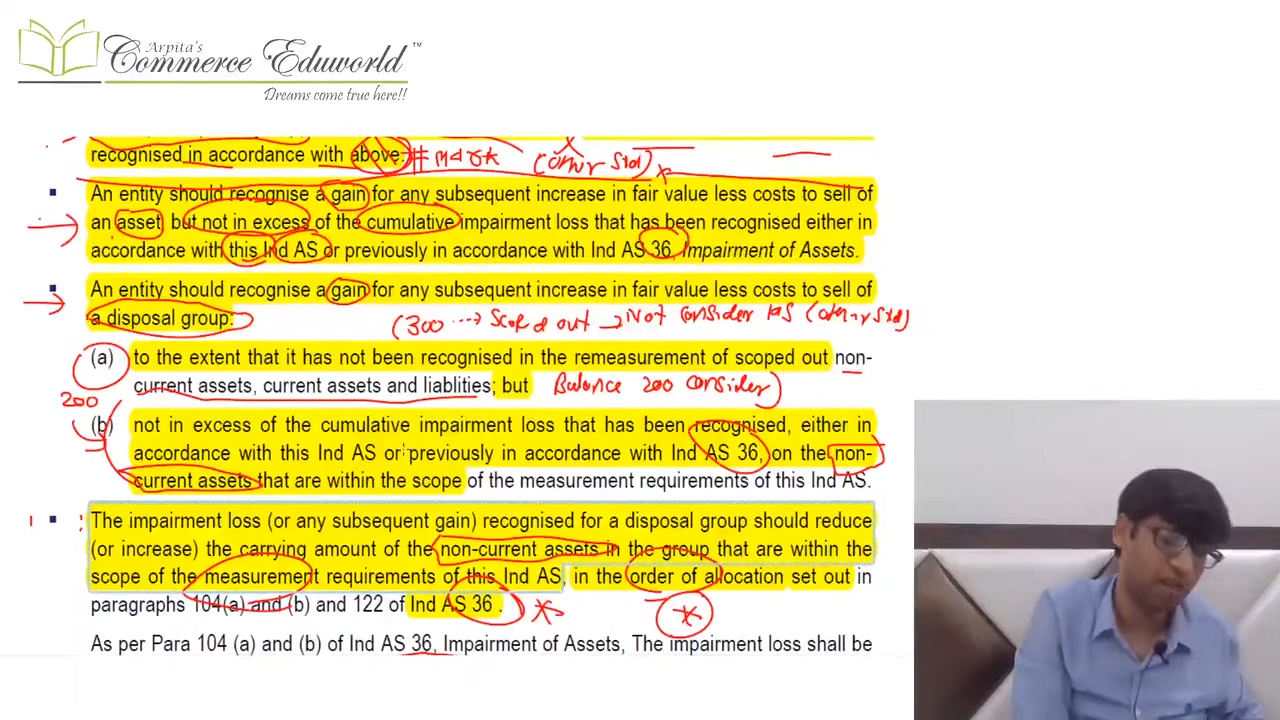 Arpita's
Commerce Eduworld™
Dreams come true here!!
recognised in accordance with above.
(other std)
An entity should recognise a gain for any subsequent increase in fair value less costs to sell of
an asset but not in excess of the cumulative impairment loss that has been recognised either in
accordance with this Ind AS or previously in accordance with Ind AS 36, Impairment of Assets.
An entity should recognise a gain for any subsequent increase in fair value less costs to sell of
a disposal group:
(300 ---> Scoped out → Not consider (other std)
(a) to the extent that it has not been recognised in the remeasurement of scoped out non-
current assets, current assets and liablities; but Balance 200 consider)
200
(b) not in excess of the cumulative impairment loss that has been recognised, either in
accordance with this Ind AS or previously in accordance with Ind AS 36, on the non-
current assets that are within the scope of the measurement requirements of this Ind AS.
The impairment loss (or any subsequent gain) recognised for a disposal group should reduce
(or increase) the carrying amount of the non-current assets in the group that are within the
scope of the measurement requirements of this Ind AS, in the order of allocation set out in
paragraphs 104(a) and (b) and 122 of Ind AS 36 .
As per Para 104 (a) and (b) of Ind AS 36, Impairment of Assets, The impairment loss shall be